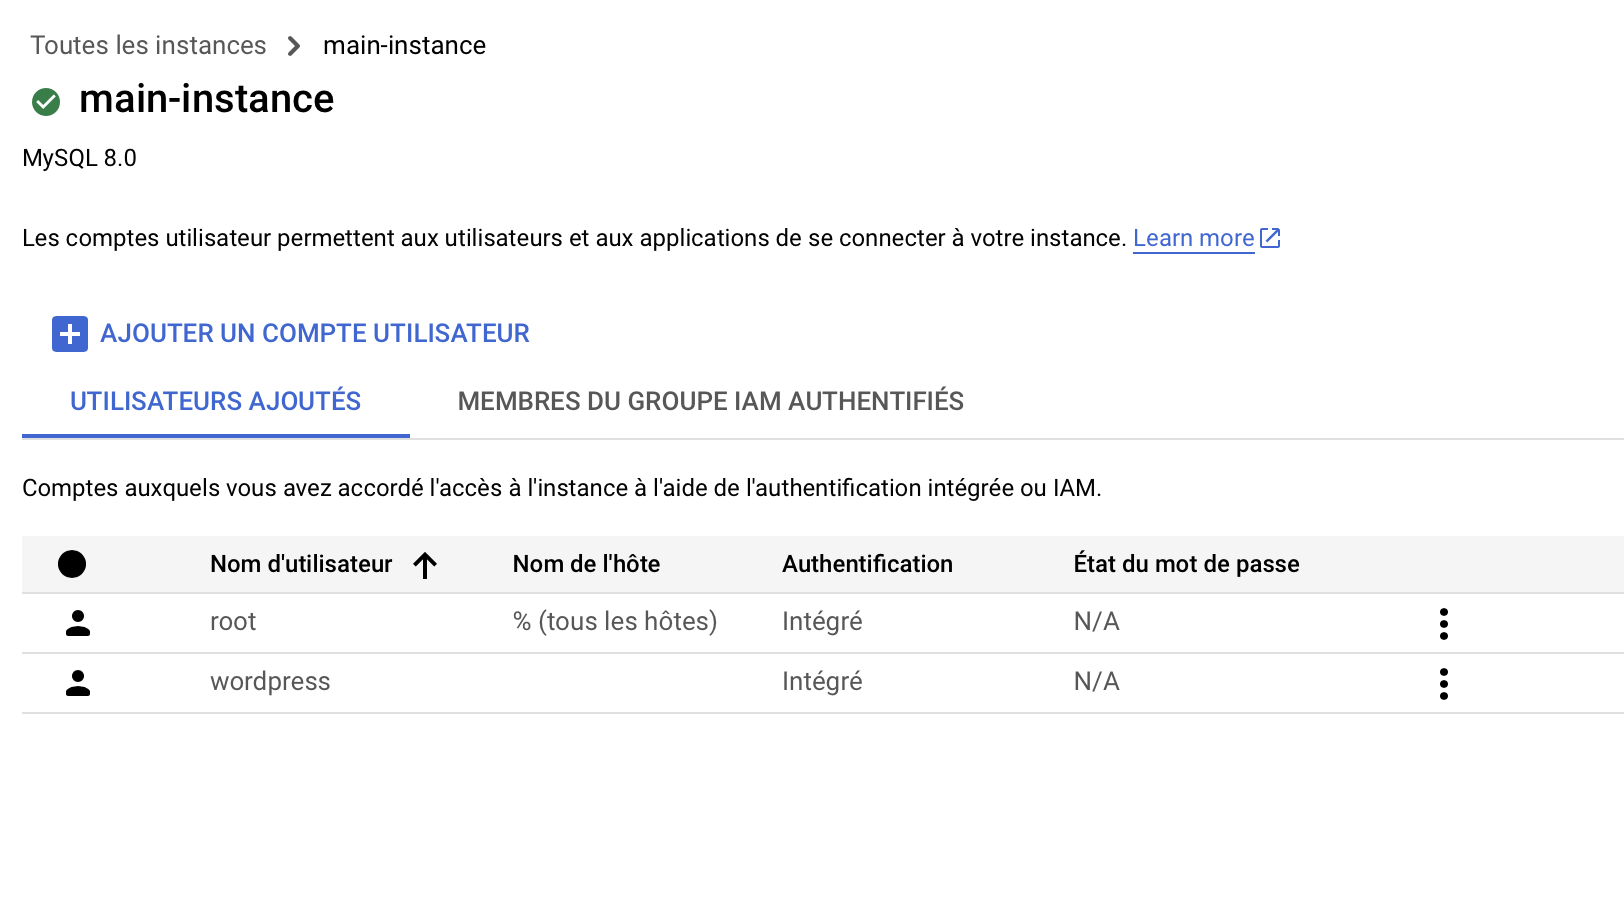 Toutes les instances > main-instance
main-instance
MySQL 8.0
Les comptes utilisateur permettent aux utilisateurs et aux applications de se connecter à votre instance. Learn more
AJOUTER UN COMPTE UTILISATEUR
UTILISATEURS AJOUTÉS MEMBRES DU GROUPE IAM AUTHENTIFIÉS
Comptes auxquels vous avez accordé l'accès à l'instance à l'aide de l'authentification intégrée ou IAM.
Nom d'utilisateur Nom de l'hôte Authentification État du mot de passe
root % (tous les hôtes) Intégré N/A
wordpress Intégré N/A